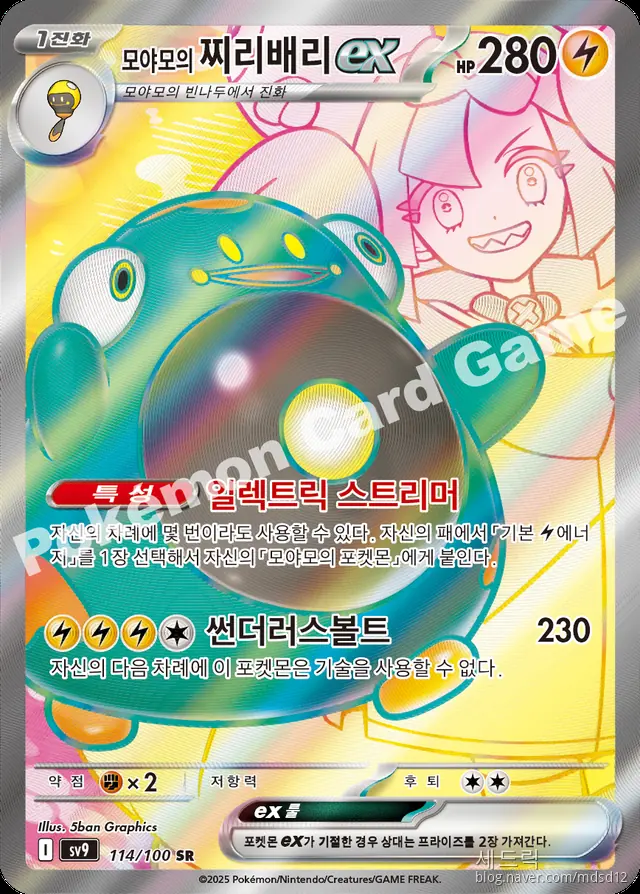 1진화
모야모의 찌리배리 ex HP 280
모야모의 빈나두에서 진화
Pokémon Card Game
특성 일렉트릭 스트리머
자신의 차례에 몇 번이라도 사용할 수 있다. 자신의 패에서 「기본 에너
지」를 1장 선택해서 자신의 「모야모의 포켓몬」에게 붙인다.
썬더러스볼트 230
자신의 다음 차례에 이 포켓몬은 기술을 사용할 수 없다.
약점 ×2 저항력 후퇴
Illus. 5ban Graphics
ex룰
I sv9 114/100 SR
포켓몬 ex가 기절한 경우 상대는 프라이즈를 2장 가져간다.
세드릭
blog.naver.com/mdsd12
©2025 Pokémon/Nintendo/Creatures/GAME FREAK.